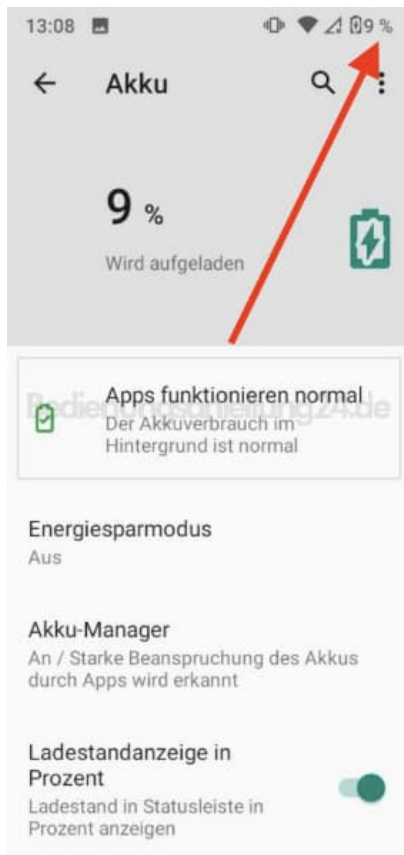 13:08 9 %
Akku
9 %
Wird aufgeladen
Apps funktionieren normal
Bedienungsanleitung24.de
Der Akkuverbrauch im
Hintergrund ist normal
Energiesparmodus
Aus
Akku-Manager
An / Starke Beanspruchung des Akkus
durch Apps wird erkannt
Ladestandanzeige in
Prozent
Ladestand in Statusleiste in
Prozent anzeigen